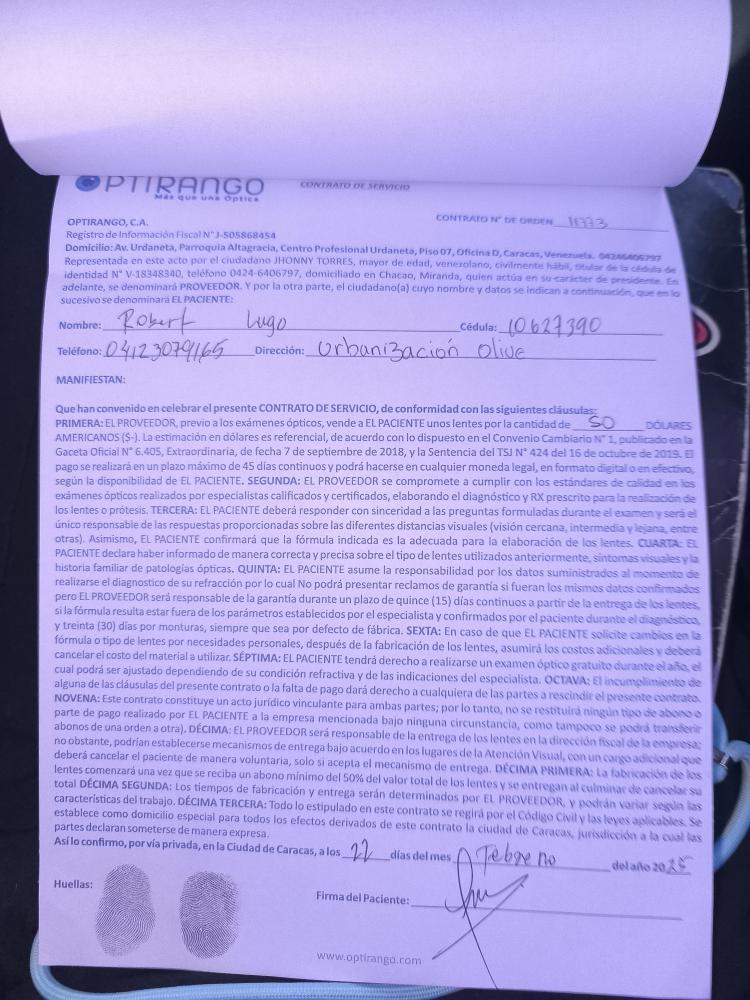 OPTIRANGO
Más que una Óptica
CONTRATO DE SERVICIO
OPTIRANGO, C.A.
CONTRATO N° DE ORDEN
Registro de Información Fiscal N° J-505868454
Domicilio: Av. Urdaneta, Parroquia Altagracia, Centro Profesional Urdaneta, Piso 07, Oficina D, Caracas, Venezuela. 04246406797
Representada en este acto por el ciudadano JHONNY TORRES, mayor de edad, venezolano, civilmente hábil, titular de la cédula de
identidad N° V-18348340, teléfono 0424-6406797, domiciliado en Chacao, Miranda, quien actúa en su carácter de presidente. En
adelante, se denominará PROVEEDOR. Y por la otra parte, el ciudadano(a) cuyo nombre y datos se indican a continuación, que en lo
sucesivo se denominará EL PACIENTE:
Nombre: Robert Lugo Cédula: 10627390
Teléfono: 04123079165 Dirección: Urbanización Olive
MANIFIESTAN:
Que han convenido en celebrar el presente CONTRATO DE SERVICIO, de conformidad con las siguientes cláusulas:
PRIMERA: EL PROVEEDOR, previo a los exámenes ópticos, vende a EL PACIENTE unos lentes por la cantidad de 50 DÓLARES
AMERICANOS ($-). La estimación en dólares es referencial, de acuerdo con lo dispuesto en el Convenio Cambiario N° 1, publicado en la
Gaceta Oficial N° 6.405, Extraordinaria, de fecha 7 de septiembre de 2018, y la Sentencia del TSJ N° 424 del 16 de octubre de 2019. El
pago se realizará en un plazo máximo de 45 días continuos y podrá hacerse en cualquier moneda legal, en formato digital o en efectivo,
según la disponibilidad de EL PACIENTE. SEGUNDA: EL PROVEEDOR se compromete a cumplir con los estándares de calidad en los
exámenes ópticos realizados por especialistas calificados y certificados, elaborando el diagnóstico y RX prescrito para la realización de
los lentes o prótesis. TERCERA: EL PACIENTE deberá responder con sinceridad a las preguntas formuladas durante el examen y será el
único responsable de las respuestas proporcionadas sobre las diferentes distancias visuales (visión cercana, intermedia y lejana, entre
otras). Asimismo, EL PACIENTE confirmará que la fórmula indicada es la adecuada para la elaboración de los lentes. CUARTA: EL
PACIENTE declara haber informado de manera correcta y precisa sobre el tipo de lentes utilizados anteriormente, síntomas visuales y la
historia familiar de patologías ópticas. QUINTA: EL PACIENTE asume la responsabilidad por los datos suministrados al momento de
realizarse el diagnostico de su refracción por lo cual No podrá presentar reclamos de garantía si fueran los mismos datos confirmados
pero EL PROVEEDOR será responsable de la garantía durante un plazo de quince (15) días continuos a partir de la entrega de los lentes,
si la fórmula resulta estar fuera de los parámetros establecidos por el especialista y confirmados por el paciente durante el diagnóstico,
y treinta (30) días por monturas, siempre que sea por defecto de fábrica. SEXTA: En caso de que EL PACIENTE solicite cambios en la
fórmula o tipo de lentes por necesidades personales, después de la fabricación de los lentes, asumirá los costos adicionales y deberá
cancelar el costo del material a utilizar. SÉPTIMA: EL PACIENTE tendrá derecho a realizarse un examen óptico gratuito durante el año, el
cual podrá ser ajustado dependiendo de su condición refractiva y de las indicaciones del especialista. OCTAVA: El incumplimiento de
alguna de las cláusulas del presente contrato o la falta de pago dará derecho a cualquiera de las partes a rescindir el presente contrato.
NOVENA: Este contrato constituye un acto jurídico vinculante para ambas partes; por lo tanto, no se restituirá ningún tipo de abono o
parte de pago realizado por EL PACIENTE a la empresa mencionada bajo ninguna circunstancia, como tampoco se podrá transferir
abonos de una orden a otra). DÉCIMA: EL PROVEEDOR será responsable de la entrega de los lentes en la dirección fiscal de la empresa;
no obstante, podrían establecerse mecanismos de entrega bajo acuerdo en los lugares de la Atención Visual, con un cargo adicional que
deberá cancelar el paciente de manera voluntaria, solo si acepta el mecanismo de entrega. DÉCIMA PRIMERA: La fabricación de los
lentes comenzará una vez que se reciba un abono mínimo del 50% del valor total de los lentes y se entregan al culminar de cancelar su
total DÉCIMA SEGUNDA: Los tiempos de fabricación y entrega serán determinados por EL PROVEEDOR, y podrán variar según las
características del trabajo. DÉCIMA TERCERA: Todo lo estipulado en este contrato se regirá por el Código Civil y las leyes aplicables. Se
establece como domicilio especial para todos los efectos derivados de este contrato la ciudad de Caracas, jurisdicción a la cual las
partes declaran someterse de manera expresa.
Así lo confirmo, por vía privada, en la Ciudad de Caracas, a los 22 días del mes Febreno del año 2025
Huellas:
Firma del Paciente:
www.optirango.com